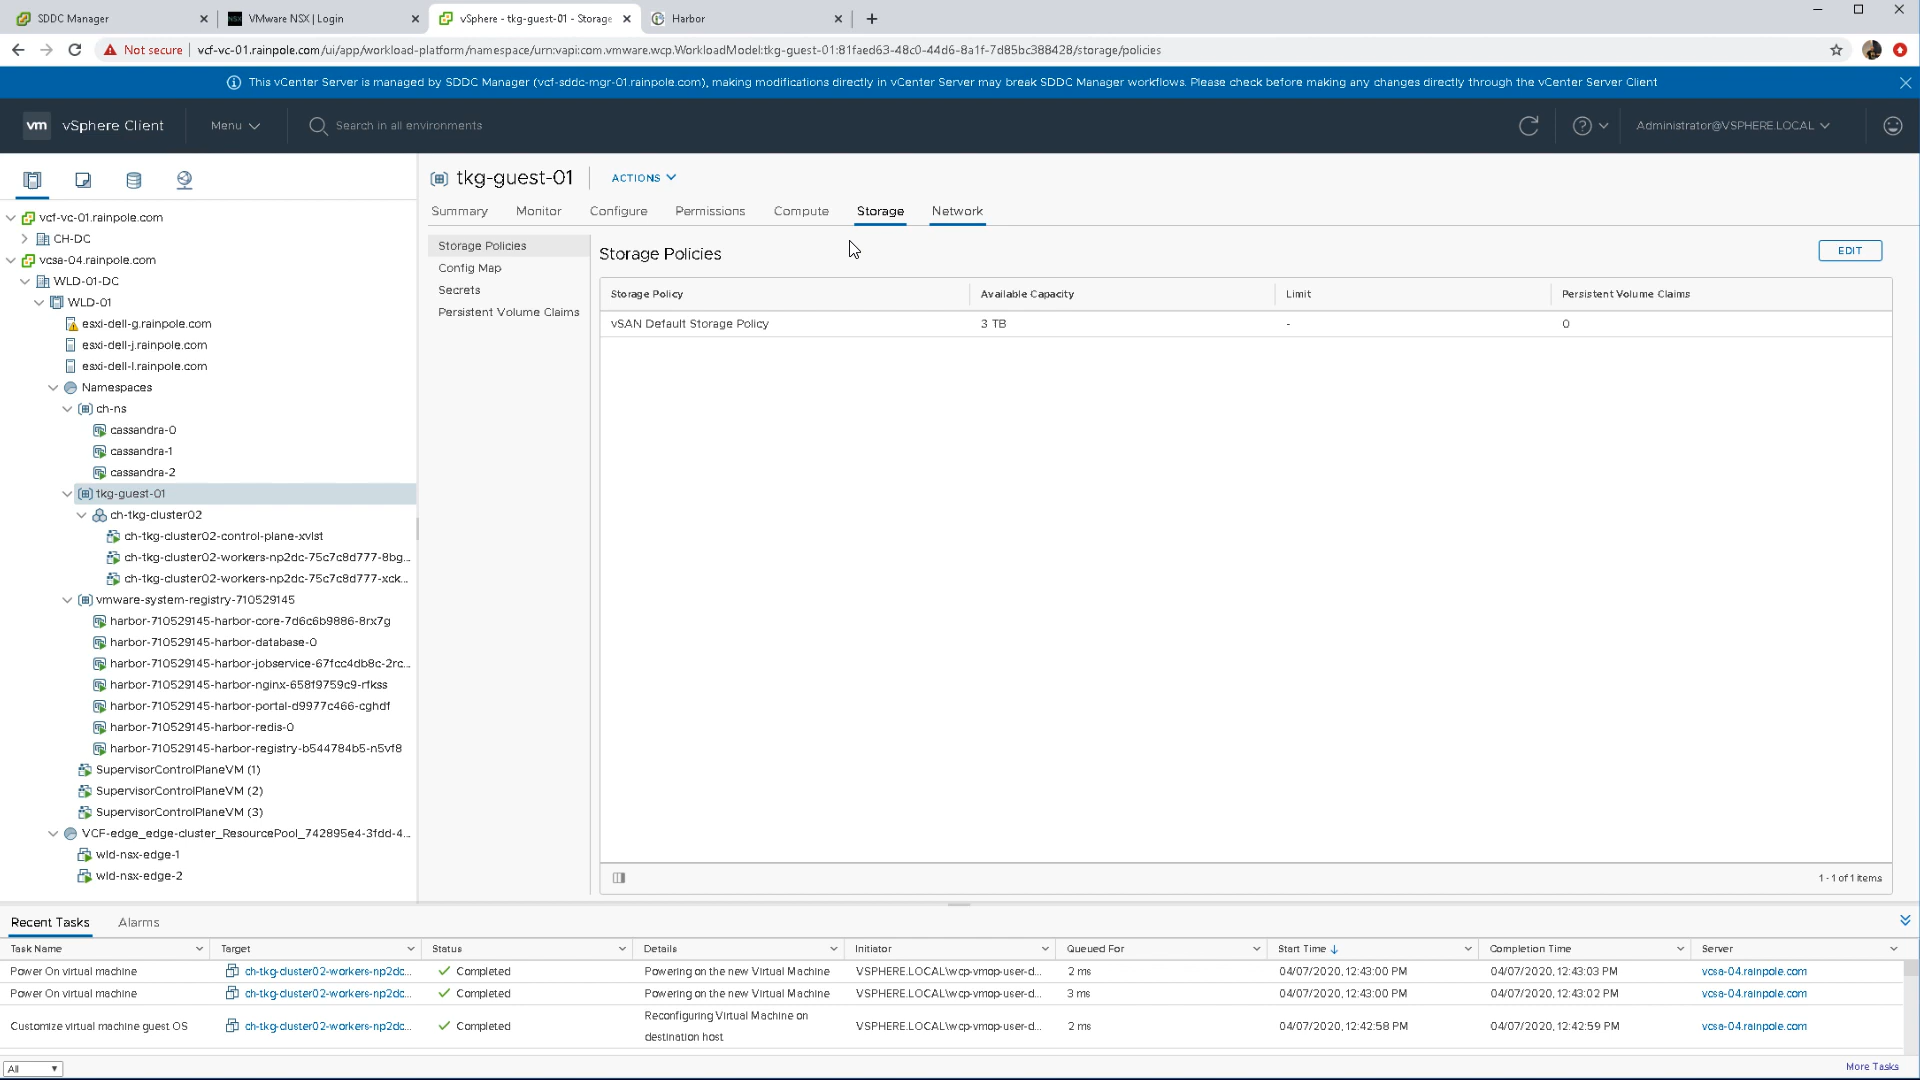 SDDC Manager
VMware NSX | Login
vSphere - tkg-guest-01 - Storage
Harbor
Not secure
vcf-vc-01.rainpole.com/ui/app/workload-platform/namespace/urn:vapi:com.vmware.wcp.WorkloadModel:tkg-guest-01:81faed63-48c0-44d6-8a1f-7d85bc388428/storage/policies
This vCenter Server is managed by SDDC Manager (vcf-sddc-mgr-01.rainpole.com), making modifications directly in vCenter Server may break SDDC Manager workflows. Please check before making any changes directly through the vCenter Server Client
vm vSphere Client
Menu
Search in all environments
Administrator@VSPHERE.LOCAL
vcf-vc-01.rainpole.com
CH-DC
vcsa-04.rainpole.com
WLD-01-DC
WLD-01
esxi-dell-g.rainpole.com
esxi-dell-j.rainpole.com
esxi-dell-l.rainpole.com
Namespaces
ch-ns
cassandra-0
cassandra-1
cassandra-2
tkg-guest-01
ch-tkg-cluster02
ch-tkg-cluster02-control-plane-xvlst
ch-tkg-cluster02-workers-np2dc-75c7c8d777-8bg...
ch-tkg-cluster02-workers-np2dc-75c7c8d777-xck...
vmware-system-registry-710529145
harbor-710529145-harbor-core-7d6c6b9886-8rx7g
harbor-710529145-harbor-database-0
harbor-710529145-harbor-jobservice-67fcc4db8c-2rc...
harbor-710529145-harbor-nginx-658f9759c9-rfkss
harbor-710529145-harbor-portal-d9977c466-cghdf
harbor-710529145-harbor-redis-0
harbor-710529145-harbor-registry-b544784b5-n5vf8
SupervisorControlPlaneVM (1)
SupervisorControlPlaneVM (2)
SupervisorControlPlaneVM (3)
VCF-edge_edge-cluster_ResourcePool_742895e4-3fdd-4...
wld-nsx-edge-1
wld-nsx-edge-2
tkg-guest-01
ACTIONS
Summary Monitor Configure Permissions Compute Storage Network
Storage Policies
Config Map
Secrets
Persistent Volume Claims
Storage Policies
EDIT
Storage Policy Available Capacity Limit Persistent Volume Claims
vSAN Default Storage Policy 3 TB - 0
1 - 1 of 1 items
Recent Tasks Alarms
Task Name Target Status Details Initiator Queued For Start Time Completion Time Server
Power On virtual machine ch-tkg-cluster02-workers-np2dc... Completed Powering on the new Virtual Machine VSPHERE.LOCAL\wcp-vmop-user-d... 2 ms 04/07/2020, 12:43:00 PM 04/07/2020, 12:43:03 PM vcsa-04.rainpole.com
Power On virtual machine ch-tkg-cluster02-workers-np2dc... Completed Powering on the new Virtual Machine VSPHERE.LOCAL\wcp-vmop-user-d... 3 ms 04/07/2020, 12:43:00 PM 04/07/2020, 12:43:02 PM vcsa-04.rainpole.com
Customize virtual machine guest OS ch-tkg-cluster02-workers-np2dc... Completed Reconfiguring Virtual Machine on destination host VSPHERE.LOCAL\wcp-vmop-user-d... 2 ms 04/07/2020, 12:42:58 PM 04/07/2020, 12:42:59 PM vcsa-04.rainpole.com
All
More Tasks